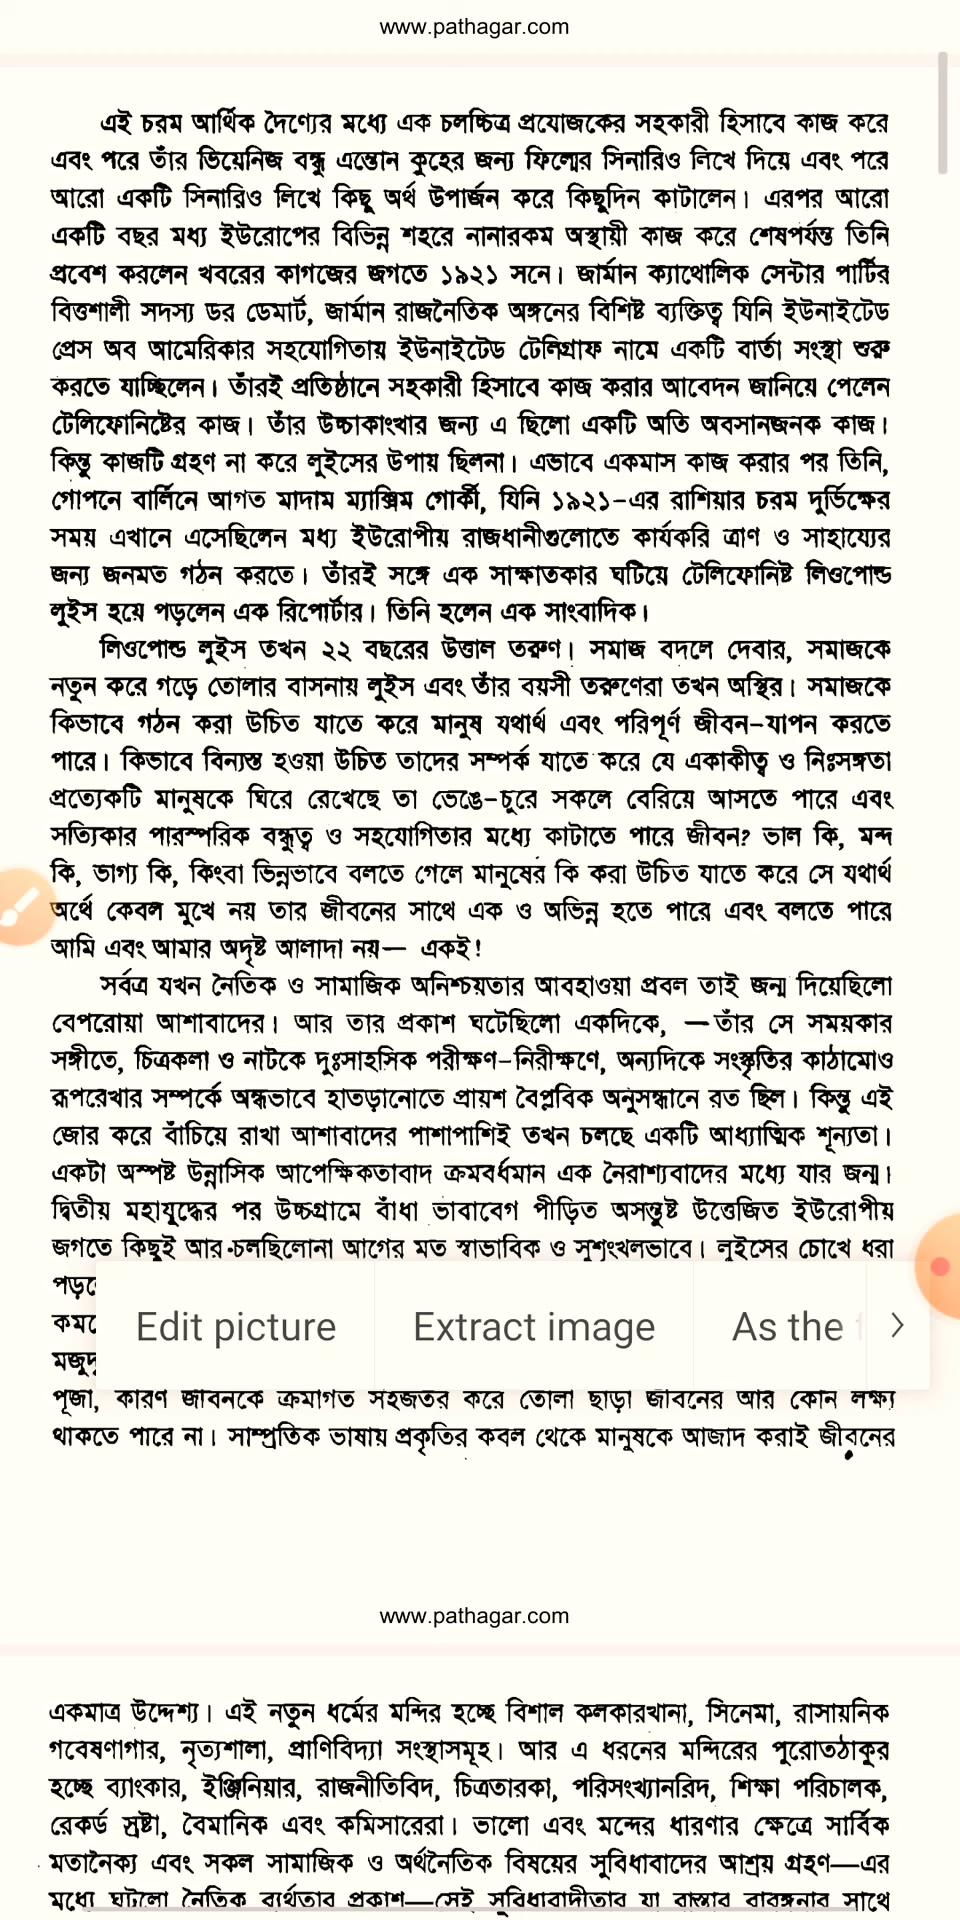 www.pathagar.com
এই চরম আর্থিক দৈণ্যের মধ্যে এক চলচ্চিত্র প্রযোজকের সহকারী হিসাবে কাজ করে
এবং পরে তাঁর ভিয়েনিজ বন্ধু এন্তোন কুহের জন্য ফিল্মের সিনারিও লিখে দিয়ে এবং পরে
আরো একটি সিনারিও লিখে কিছু অর্থ উপার্জন করে কিছুদিন কাটালেন। এরপর আরো
একটি বছর মধ্য ইউরোপের বিভিন্ন শহরে নানারকম অস্থায়ী কাজ করে শেষপর্যন্ত তিনি
প্রবেশ করলেন খবরের কাগজের জগতে ১৯২১ সনে। জার্মান ক্যাথোলিক সেন্টার পার্টির
বিত্তশালী সদস্য ডর ডেমার্ট, জার্মান রাজনৈতিক অঙ্গনের বিশিষ্ট ব্যক্তিত্ব যিনি ইউনাইটেড
প্রেস অব আমেরিকার সহযোগিতায় ইউনাইটেড টেলিগ্রাফ নামে একটি বার্তা সংস্থা শুরু
করতে যাচ্ছিলেন। তাঁরই প্রতিষ্ঠানে সহকারী হিসাবে কাজ করার আবেদন জানিয়ে পেলেন
টেলিফোনিষ্টের কাজ। তাঁর উচ্চাকাংখার জন্য এ ছিলো একটি অতি অবসানজনক কাজ।
কিন্তু কাজটি গ্রহণ না করে লুইসের উপায় ছিলনা। এভাবে একমাস কাজ করার পর তিনি,
গোপনে বার্লিনে আগত মাদাম ম্যাক্সিম গোর্কী, যিনি ১৯২১-এর রাশিয়ার চরম দুর্ভিক্ষের
সময় এখানে এসেছিলেন মধ্য ইউরোপীয় রাজধানীগুলোতে কার্যকরি ত্রাণ ও সাহায্যের
জন্য জনমত গঠন করতে। তাঁরই সঙ্গে এক সাক্ষাতকার ঘটিয়ে টেলিফোনিষ্ট লিওপোল্ড
লুইস হয়ে পড়লেন এক রিপোর্টার। তিনি হলেন এক সাংবাদিক।
লিওপোল্ড লুইস তখন ২২ বছরের উত্তাল তরুণ। সমাজ বদলে দেবার, সমাজকে
নতুন করে গড়ে তোলার বাসনায় লুইস এবং তাঁর বয়সী তরুণেরা তখন অস্থির। সমাজকে
কিভাবে গঠন করা উচিত যাতে করে মানুষ যথার্থ এবং পরিপূর্ণ জীবন-যাপন করতে
পারে। কিভাবে বিন্যস্ত হওয়া উচিত তাদের সম্পর্ক যাতে করে যে একাকীত্ব ও নিঃসঙ্গতা
প্রত্যেকটি মানুষকে ঘিরে রেখেছে তা ভেঙে-চুরে সকলে বেরিয়ে আসতে পারে এবং
সত্যিকার পারস্পরিক বন্ধুত্ব ও সহযোগিতার মধ্যে কাটাতে পারে জীবন? ভাল কি, মন্দ
কি, ভাগ্য কি, কিংবা ভিন্নভাবে বলতে গেলে মানুষের কি করা উচিত যাতে করে সে যথার্থ
অর্থে কেবল মুখে নয় তার জীবনের সাথে এক ও অভিন্ন হতে পারে এবং বলতে পারে
আমি এবং আমার অদৃষ্ট আলাদা নয়— একই!
সর্বত্র যখন নৈতিক ও সামাজিক অনিশ্চয়তার আবহাওয়া প্রবল তাই জন্ম দিয়েছিলো
বেপরোয়া আশাবাদের। আর তার প্রকাশ ঘটেছিলো একদিকে, —তাঁর সে সময়কার
সঙ্গীতে, চিত্রকলা ও নাটকে দুঃসাহসিক পরীক্ষণ-নিরীক্ষণে, অন্যদিকে সংস্কৃতির কাঠামোও
রূপরেখার সম্পর্কে অন্ধভাবে হাতড়ানোতে প্রায়শ বৈপ্লবিক অনুসন্ধানে রত ছিল। কিন্তু এই
জোর করে বাঁচিয়ে রাখা আশাবাদের পাশাপাশিই তখন চলছে একটি আধ্যাত্মিক শূন্যতা।
একটা অস্পষ্ট উন্নাসিক আপেক্ষিকতাবাদ ক্রমবর্ধমান এক নৈরাশ্যবাদের মধ্যে যার জন্ম।
দ্বিতীয় মহাযুদ্ধের পর উচ্চগ্রামে বাঁধা ভাবাবেগ পীড়িত অসন্তুষ্ট উত্তেজিত ইউরোপীয়
জগতে কিছুই আর চলছিলোনা আগের মত স্বাভাবিক ও সুশৃংখলভাবে। লুইসের চোখে ধরা
Edit picture Extract image As the
পূজা, কারণ জীবনকে ক্রমাগত সহজতর করে তোলা ছাড়া জীবনের আর কোন লক্ষ্য
থাকতে পারে না। সাম্প্রতিক ভাষায় প্রকৃতির কবল থেকে মানুষকে আজাদ করাই জীবনের
www.pathagar.com
একমাত্র উদ্দেশ্য। এই নতুন ধর্মের মন্দির হচ্ছে বিশাল কলকারখানা, সিনেমা, রাসায়নিক
গবেষণাগার, নৃত্যশালা, প্রাণিবিদ্যা সংস্থাসমূহ। আর এ ধরনের মন্দিরের পুরোতঠাকুর
হচ্ছে ব্যাংকার, ইঞ্জিনিয়ার, রাজনীতিবিদ, চিত্রতারকা, পরিসংখ্যানরিদ, শিক্ষা পরিচালক,
রেকর্ড স্রষ্টা, বৈমানিক এবং কমিসারেরা। ভালো এবং মন্দের ধারণার ক্ষেত্রে সার্বিক
মতানৈক্য এবং সকল সামাজিক ও অর্থনৈতিক বিষয়ের সুবিধাবাদের আশ্রয় গ্রহণ—এর
মধ্যে ঘটলো নৈতিক ব্যর্থতার প্রকাশ—সেই সুবিধাবাদীতার যা রাস্তার বারঙ্গনার সাথে